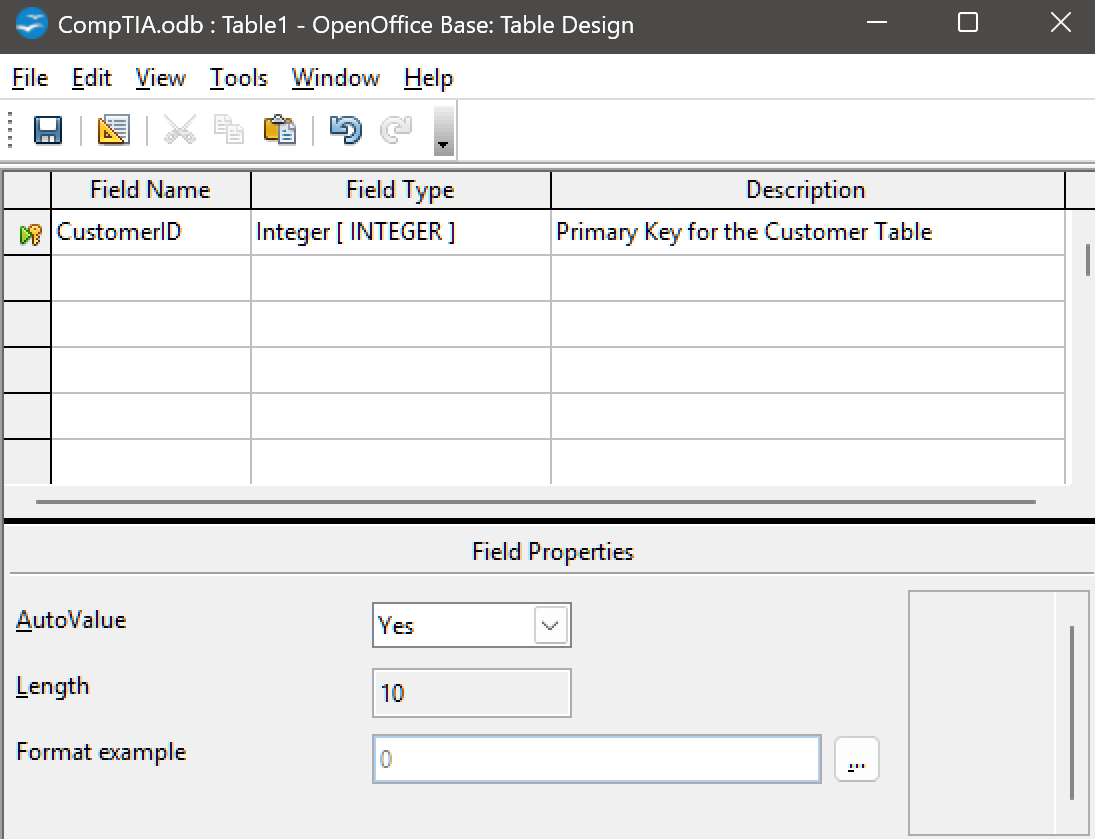 CompTIA.odb : Table1 - OpenOffice Base: Table Design
File Edit View Tools Window Help
Field Name Field Type Description
CustomerID Integer [ INTEGER ] Primary Key for the Customer Table
Field Properties
AutoValue Yes
Length 10
Format example 0 ...